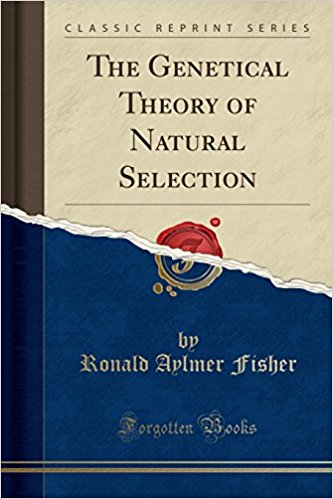 CLASSIC REPRINT SERIES
THE GENETICAL
THEORY OF
NATURAL
SELECTION
by
Ronald Aylmer Fisher
Forgotten Books